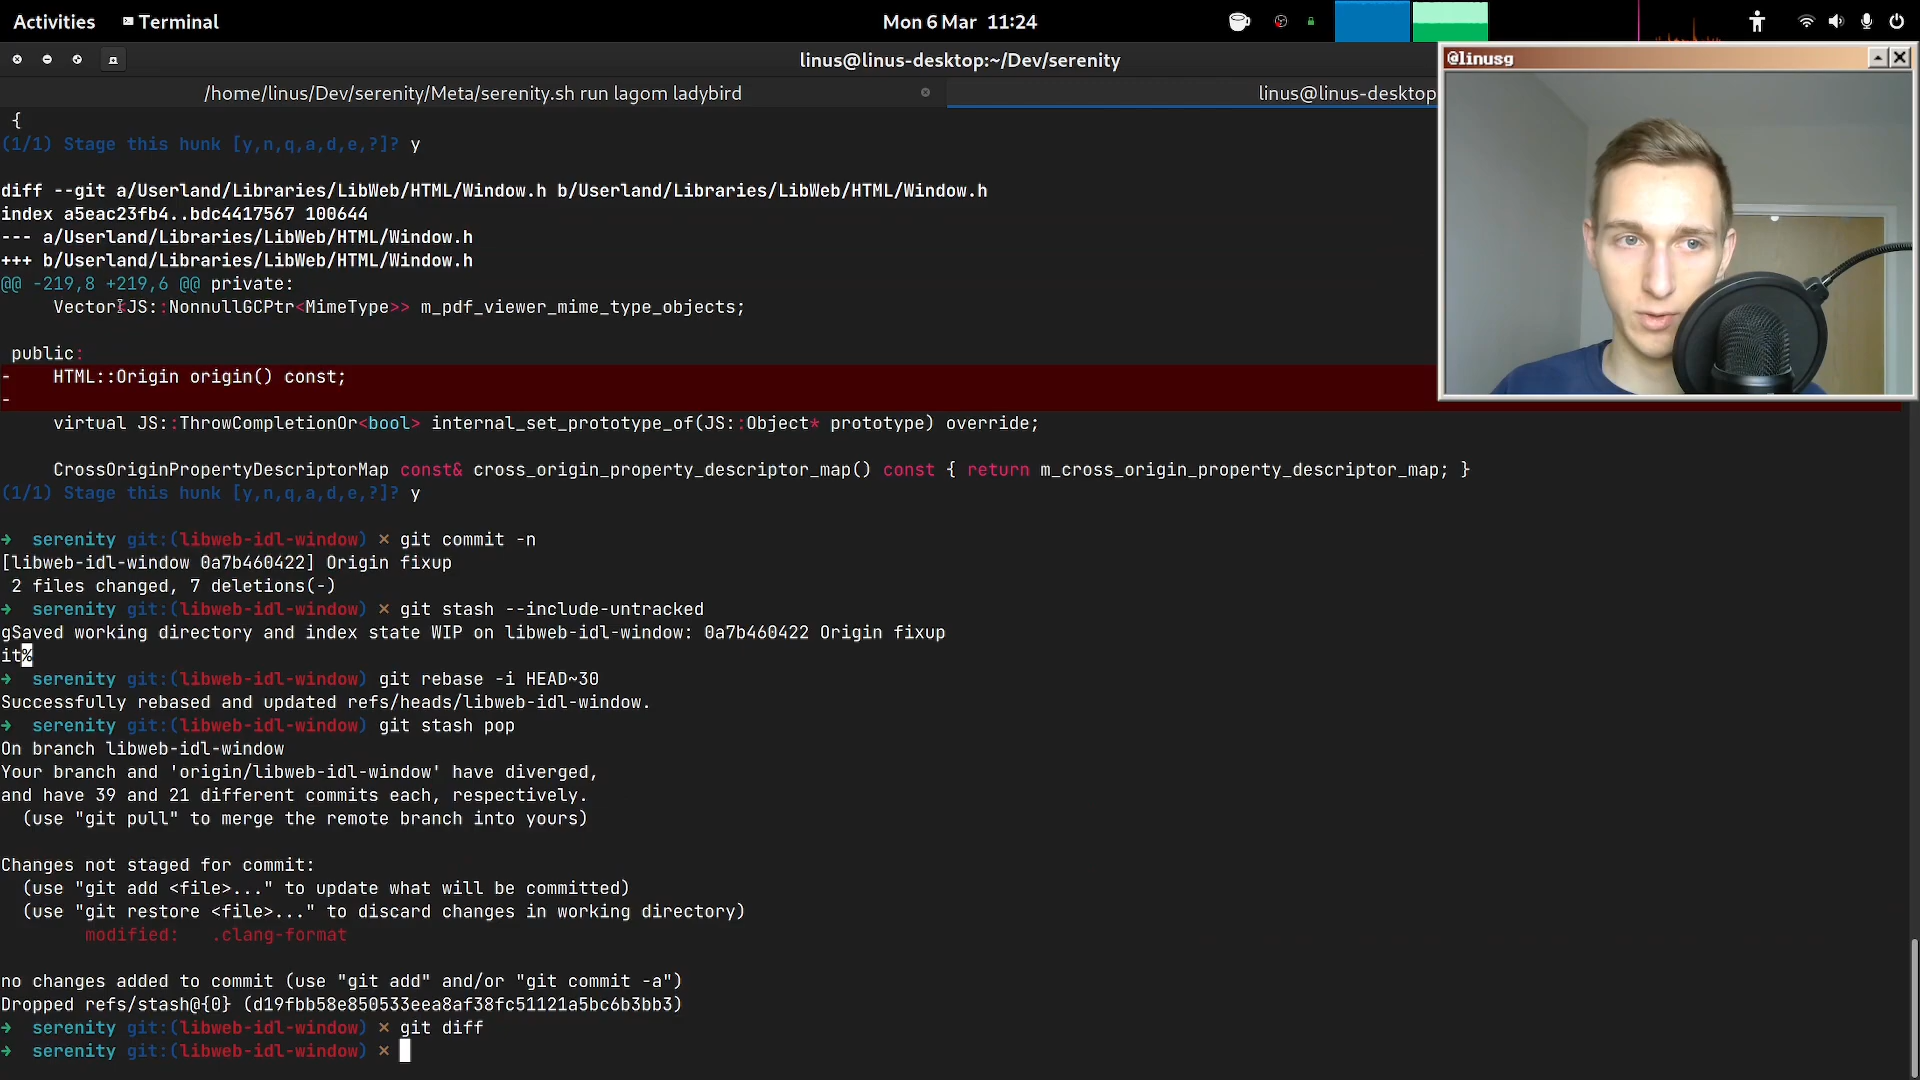 Activities
Terminal
Mon 6 Mar 11:24
linus@linus-desktop:~/Dev/serenity
@linusg
/home/linus/Dev/serenity/Meta/serenity.sh run lagom ladybird
linus@linus-desktop
{
(1/1) Stage this hunk [y,n,q,a,d,e,?]? y
diff --git a/Userland/Libraries/LibWeb/HTML/Window.h b/Userland/Libraries/LibWeb/HTML/Window.h
index a5eac23fb4..bdc4417567 100644
--- a/Userland/Libraries/LibWeb/HTML/Window.h
+++ b/Userland/Libraries/LibWeb/HTML/Window.h
@@ -219,8 +219,6 @@ private:
Vector<JS::NonnullGCPtr<MimeType>> m_pdf_viewer_mime_type_objects;
public:
- HTML::Origin origin() const;
-
virtual JS::ThrowCompletionOr<bool> internal_set_prototype_of(JS::Object* prototype) override;
CrossOriginPropertyDescriptorMap const& cross_origin_property_descriptor_map() const { return m_cross_origin_property_descriptor_map; }
(1/1) Stage this hunk [y,n,q,a,d,e,?]? y
➜ serenity git:(libweb-idl-window) ✗ git commit -n
[libweb-idl-window 0a7b460422] Origin fixup
2 files changed, 7 deletions(-)
➜ serenity git:(libweb-idl-window) ✗ git stash --include-untracked
gSaved working directory and index state WIP on libweb-idl-window: 0a7b460422 Origin fixup
it%
➜ serenity git:(libweb-idl-window) git rebase -i HEAD~30
Successfully rebased and updated refs/heads/libweb-idl-window.
➜ serenity git:(libweb-idl-window) git stash pop
On branch libweb-idl-window
Your branch and 'origin/libweb-idl-window' have diverged,
and have 39 and 21 different commits each, respectively.
(use "git pull" to merge the remote branch into yours)
Changes not staged for commit:
(use "git add <file>..." to update what will be committed)
(use "git restore <file>..." to discard changes in working directory)
modified: .clang-format
no changes added to commit (use "git add" and/or "git commit -a")
Dropped refs/stash@{0} (d19fbb58e850533eea8af38fc51121a5bc6b3bb3)
➜ serenity git:(libweb-idl-window) ✗ git diff
➜ serenity git:(libweb-idl-window) ✗